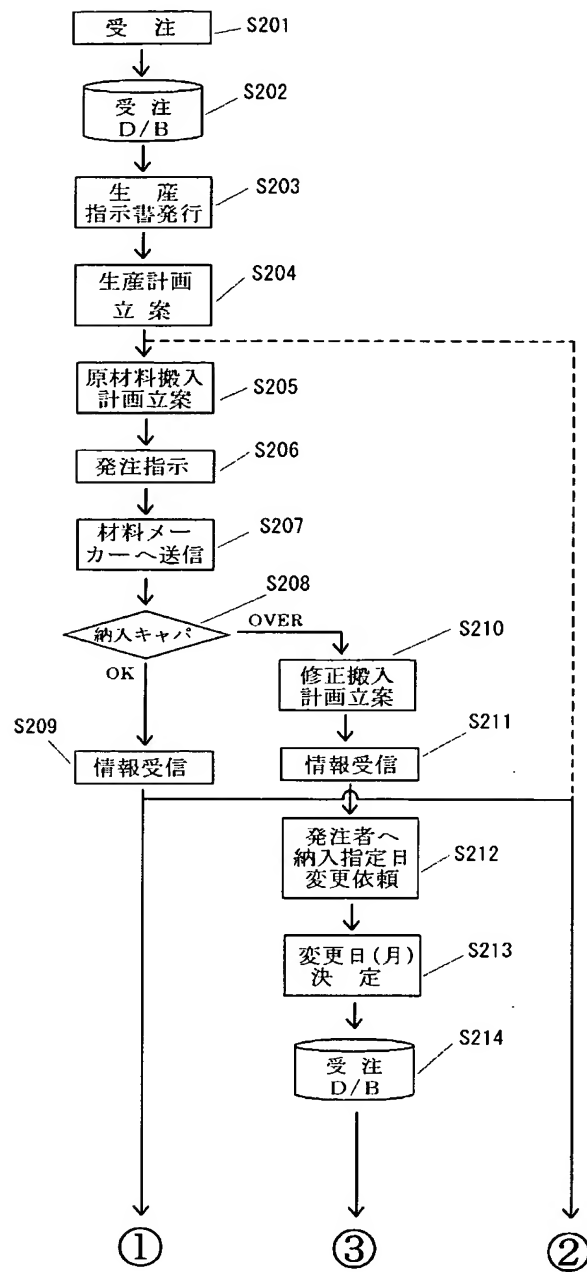 受 注
S201
受 注
D/B
S202
生 産
指示書発行
S203
生産計画
立 案
S204
原材料搬入
計画立案
S205
発注指示
S206
材料メー
カーへ送信
S207
納入キャパ
S208
OVER
OK
修正搬入
計画立案
S210
S209
情報受信
情報受信
S211
発注者へ
納入指定日
変更依頼
S212
変更日(月)
決 定
S213
受 注
D/B
S214
①
③
②